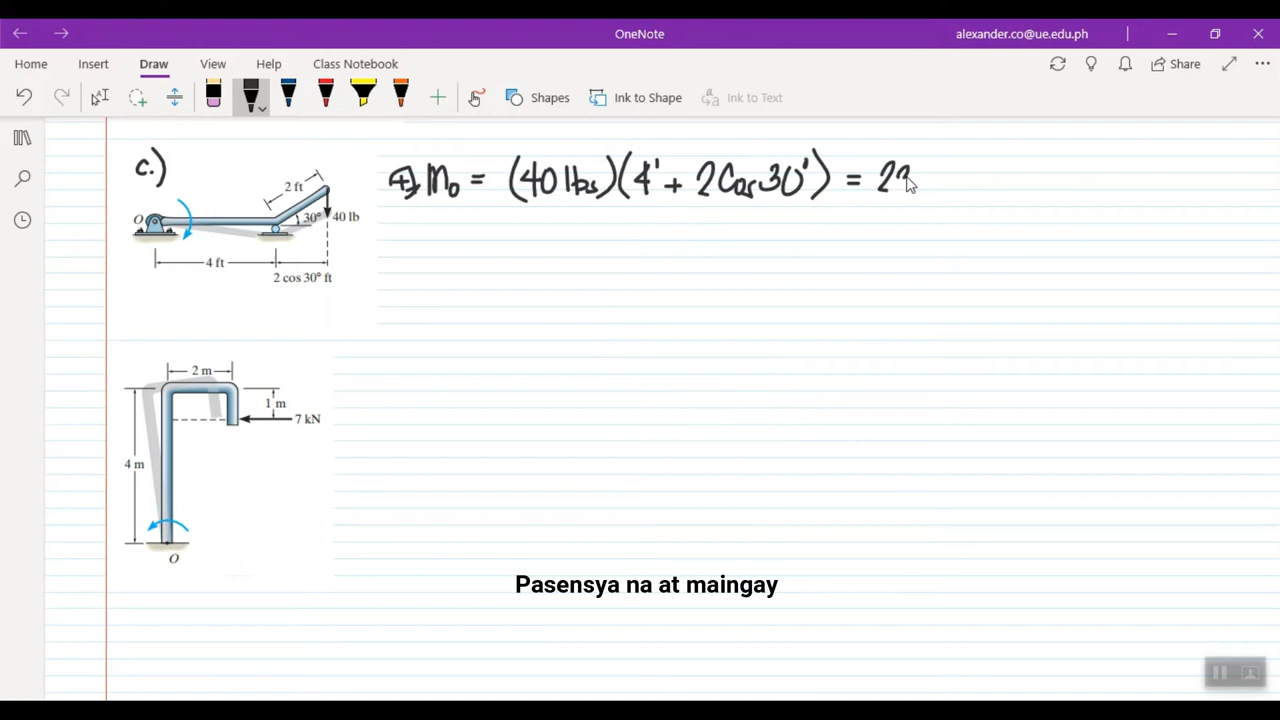 OneNote
alexander.co@ue.edu.ph
Home Insert Draw View Help Class Notebook
Share
Shapes Ink to Shape Ink to Text
c.)
M₀ = (40 lbs)(4' + 2Cos30') = 22
2 ft
O
30°
40 lb
4 ft
2 cos 30° ft
2 m
1 m
7 kN
4 m
O
Pasensya na at maingay